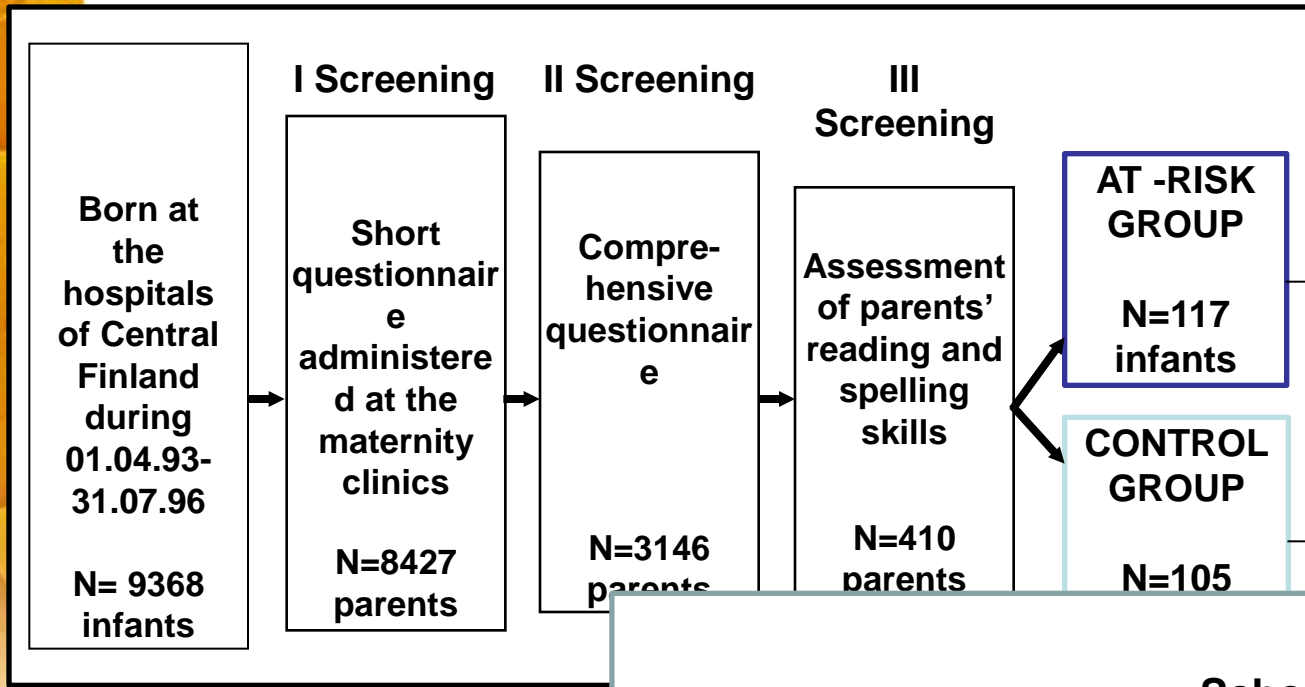 Born at
the
hospitals
of Central
Finland
during
01.04.93-
31.07.96
N= 9368
infants
I Screening
Short
questionnair
e
administere
d at the
maternity
clinics
N=8427
parents
II Screening
Compre-
hensive
questionnair
e
N=3146
parents
III
Screening
Assessment
of parents’
reading and
spelling
skills
N=410
parents
AT -RISK
GROUP
N=117
infants
CONTROL
GROUP
N=105